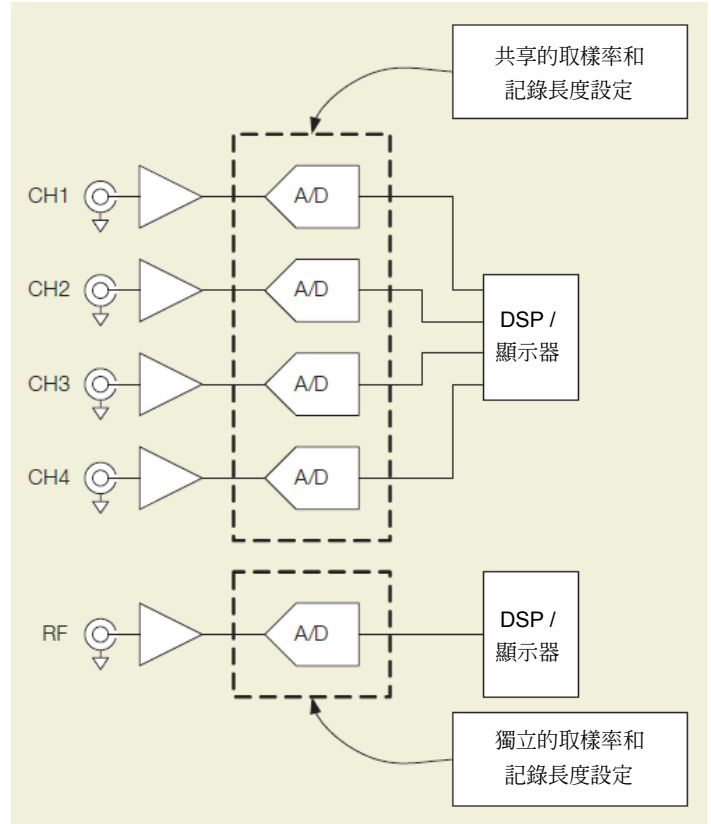 共享的取樣率和
記錄長度設定
CH1
A/D
CH2
A/D
DSP /
顯示器
CH3
A/D
CH4
A/D
RF
A/D
DSP /
顯示器
獨立的取樣率和
記錄長度設定